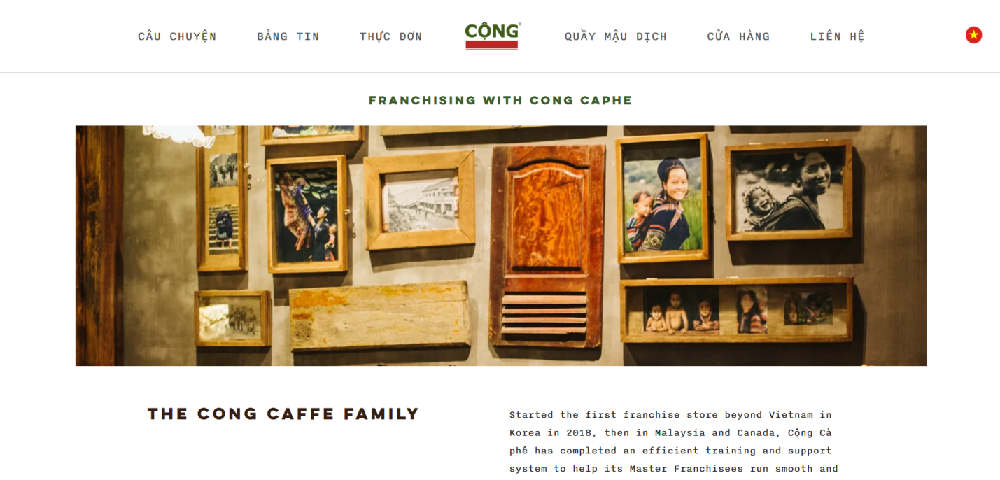 CÂU CHUYỆN BẢNG TIN THỰC ĐƠN CỘNG® QUẦY MẬU DỊCH CỬA HÀNG LIÊN HỆ
FRANCHISING WITH CONG CAPHE
THE CONG CAFFE FAMILY
Started the first franchise store beyond Vietnam in
Korea in 2018, then in Malaysia and Canada, Cộng Cà
phê has completed an efficient training and support
system to help its Master Franchisees run smooth and